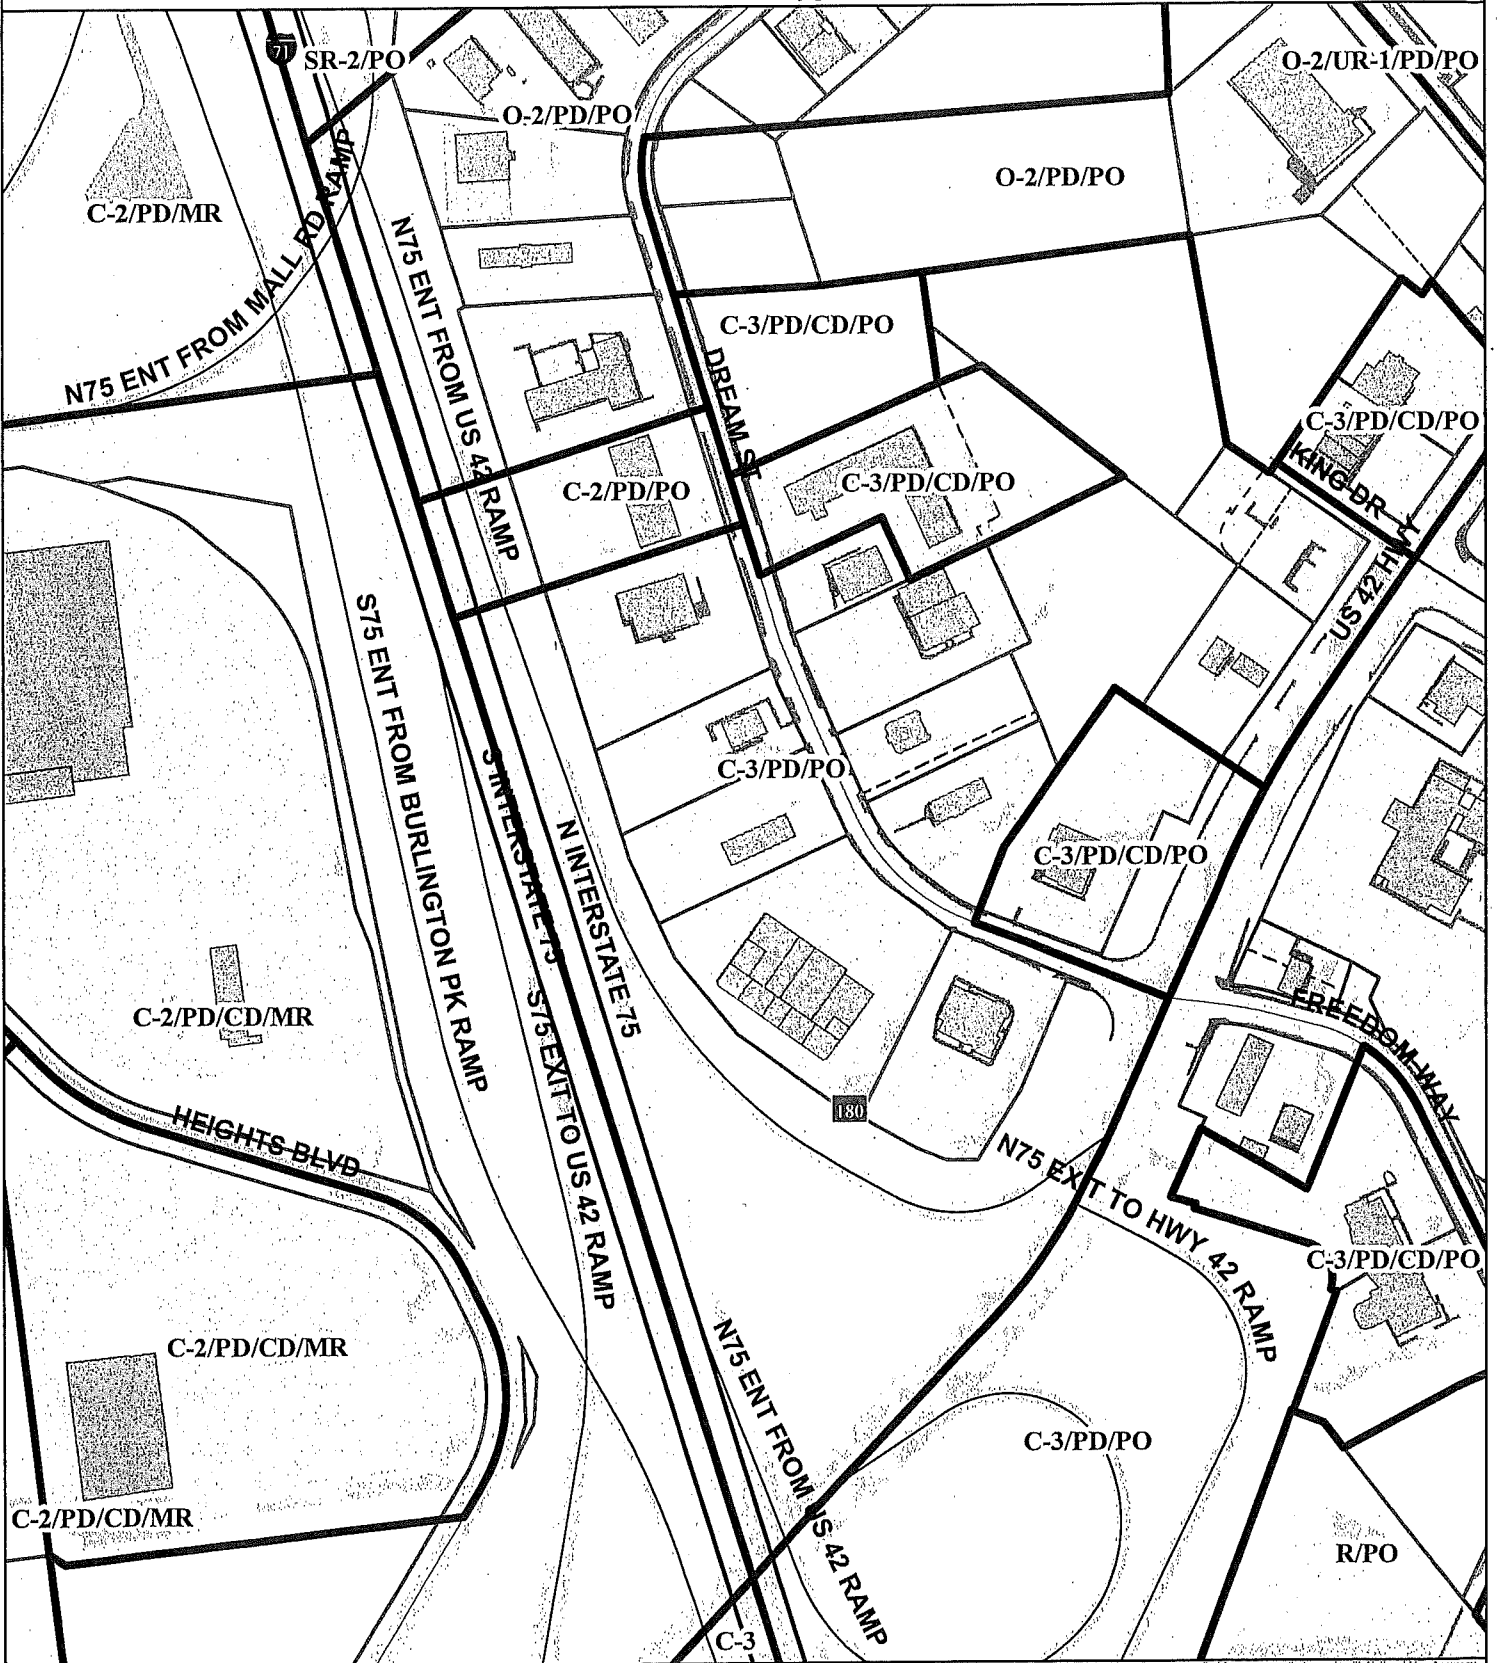 71
SR-2/PO
O-2/UR-1/PD/PO
O-2/PD/PO
O-2/PD/PO
C-2/PD/MR
N75 ENT FROM MALL RD RAMP
N75 ENT FROM US 42 RAMP
C-3/PD/CD/PO
DREAM ST
C-3/PD/CD/PO
KING DR
C-2/PD/PO
C-3/PD/CD/PO
US 42 HWY
S75 ENT FROM BURLINGTON PK RAMP
S INTERSTATE 75
N INTERSTATE 75
C-3/PD/PO
C-3/PD/CD/PO
C-2/PD/CD/MR
S75 EXIT TO US 42 RAMP
FREEDOM WAY
180
HEIGHTS BLVD
N75 EXIT TO HWY 42 RAMP
C-3/PD/CD/PO
C-2/PD/CD/MR
N75 ENT FROM US 42 RAMP
C-3/PD/PO
C-2/PD/CD/MR
R/PO
C-3